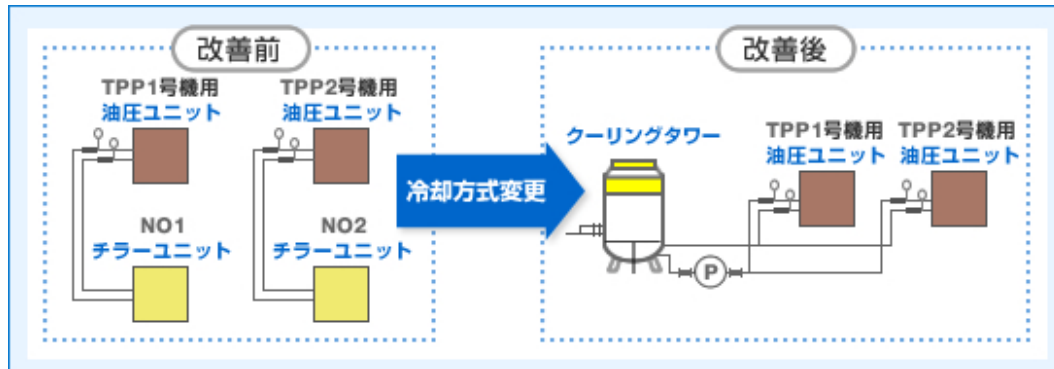 改善前
TPP1号機用
油圧ユニット
TPP2号機用
油圧ユニット
NO1
チラーユニット
NO2
チラーユニット
冷却方式変更
改善後
クーリングタワー
TPP1号機用
油圧ユニット
TPP2号機用
油圧ユニット
P